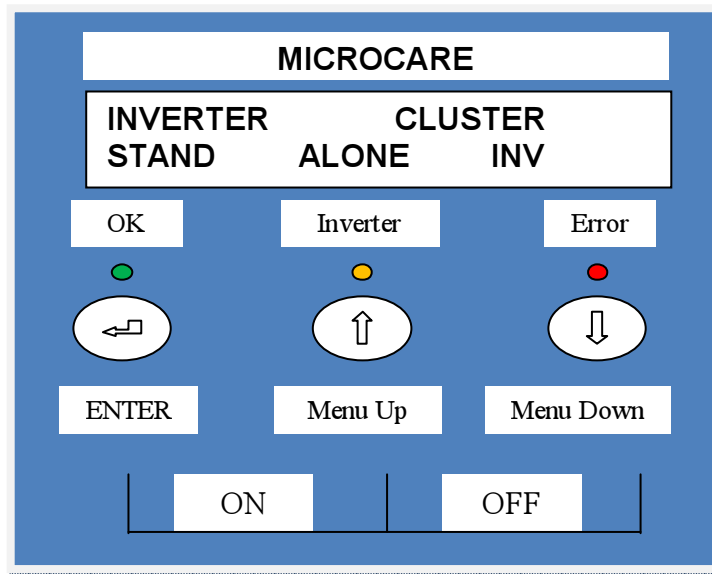 MICROCARE
INVERTER CLUSTER
STAND ALONE INV
OK Inverter Error
ENTER Menu Up Menu Down
ON OFF